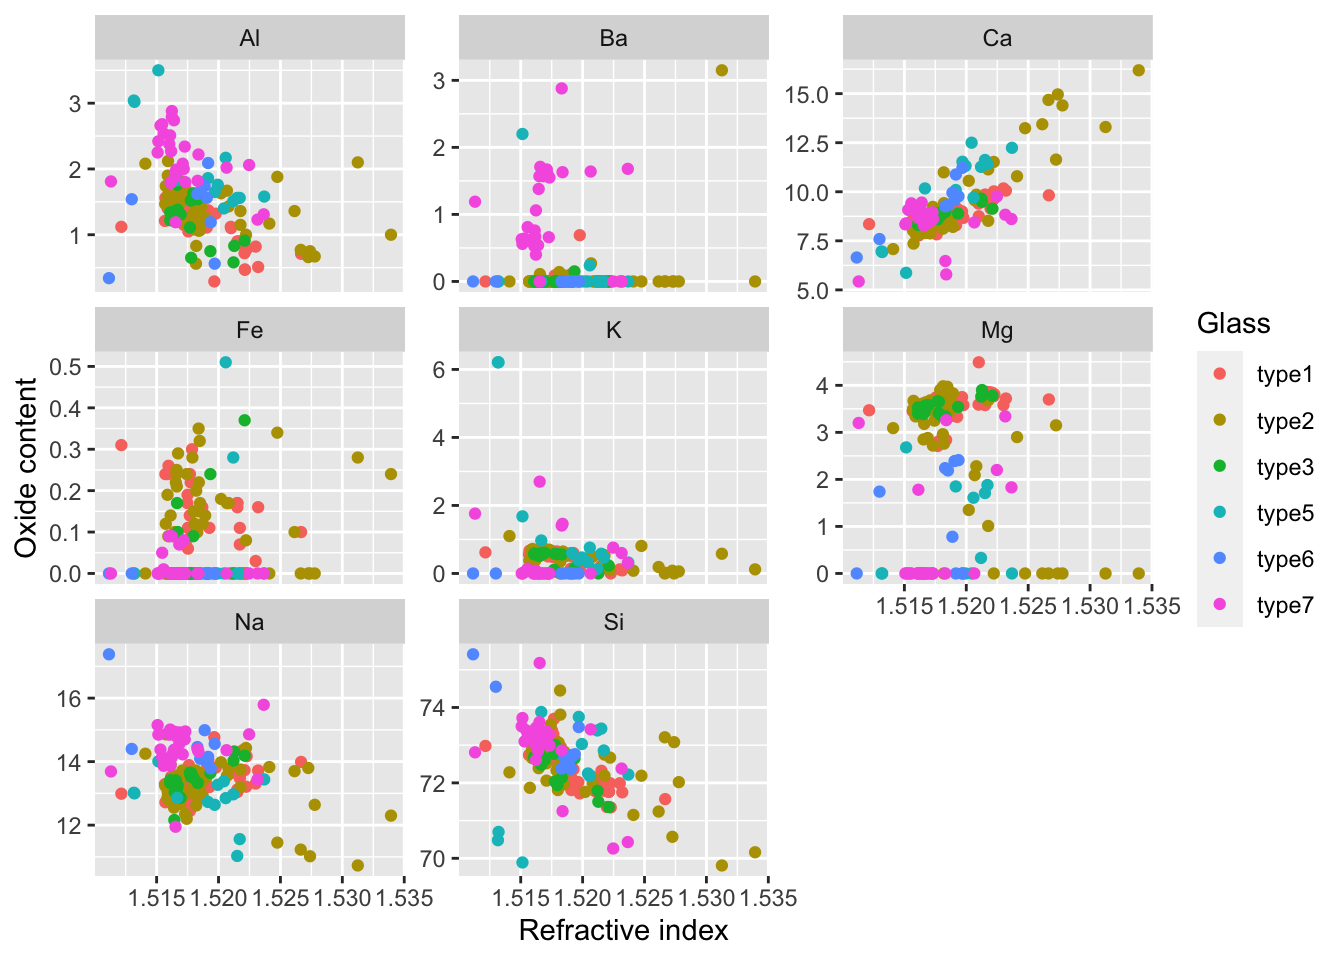 Al
Ba
Ca
3
2
1
3
2
1
0
15.0
12.5
10.0
7.5
5.0
Fe
K
Mg
0.5
0.4
0.3
0.2
0.1
0.0
6
4
2
0
4
3
2
1
0
1.515 1.520 1.525 1.530 1.535
Na
Si
16
14
12
74
72
70
1.515 1.520 1.525 1.530 1.535
1.515 1.520 1.525 1.530 1.535
Oxide content
Refractive index
Glass
type1
type2
type3
type5
type6
type7